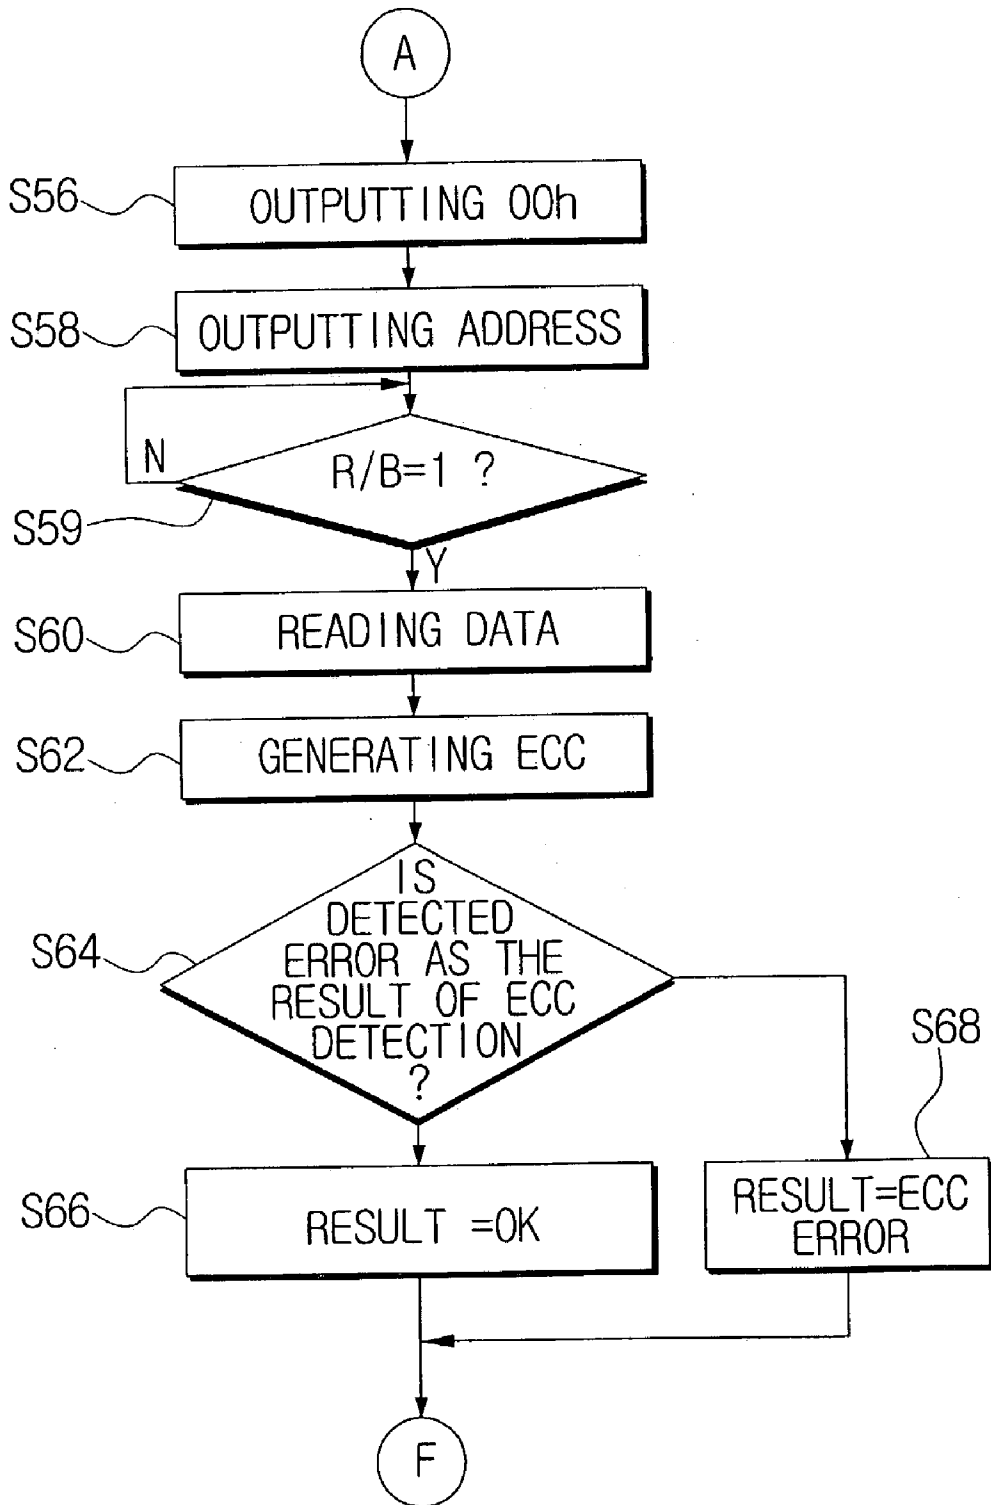 A
S56
OUTPUTTING 00h
S58
OUTPUTTING ADDRESS
N
R/B=1 ?
S59
Y
S60
READING DATA
S62
GENERATING ECC
S64
IS
DETECTED
ERROR AS THE
RESULT OF ECC
DETECTION
?
S68
S66
RESULT =OK
RESULT=ECC
ERROR
F